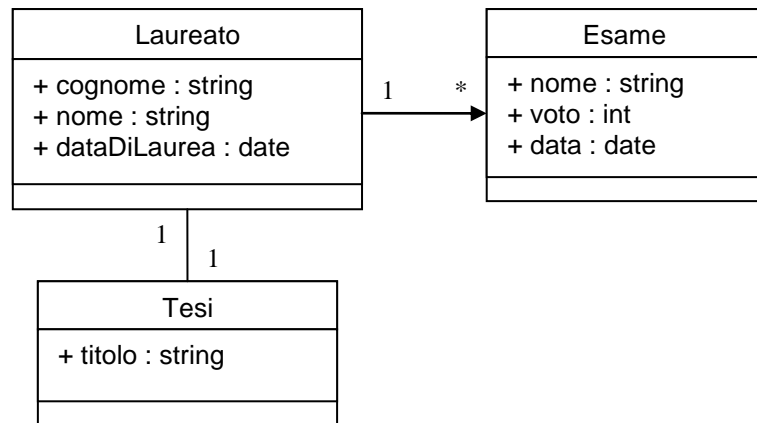 Laureato
+ cognome : string
+ nome : string
+ dataDiLaurea : date
1
*
Esame
+ nome : string
+ voto : int
+ data : date
1
1
Tesi
+ titolo : string